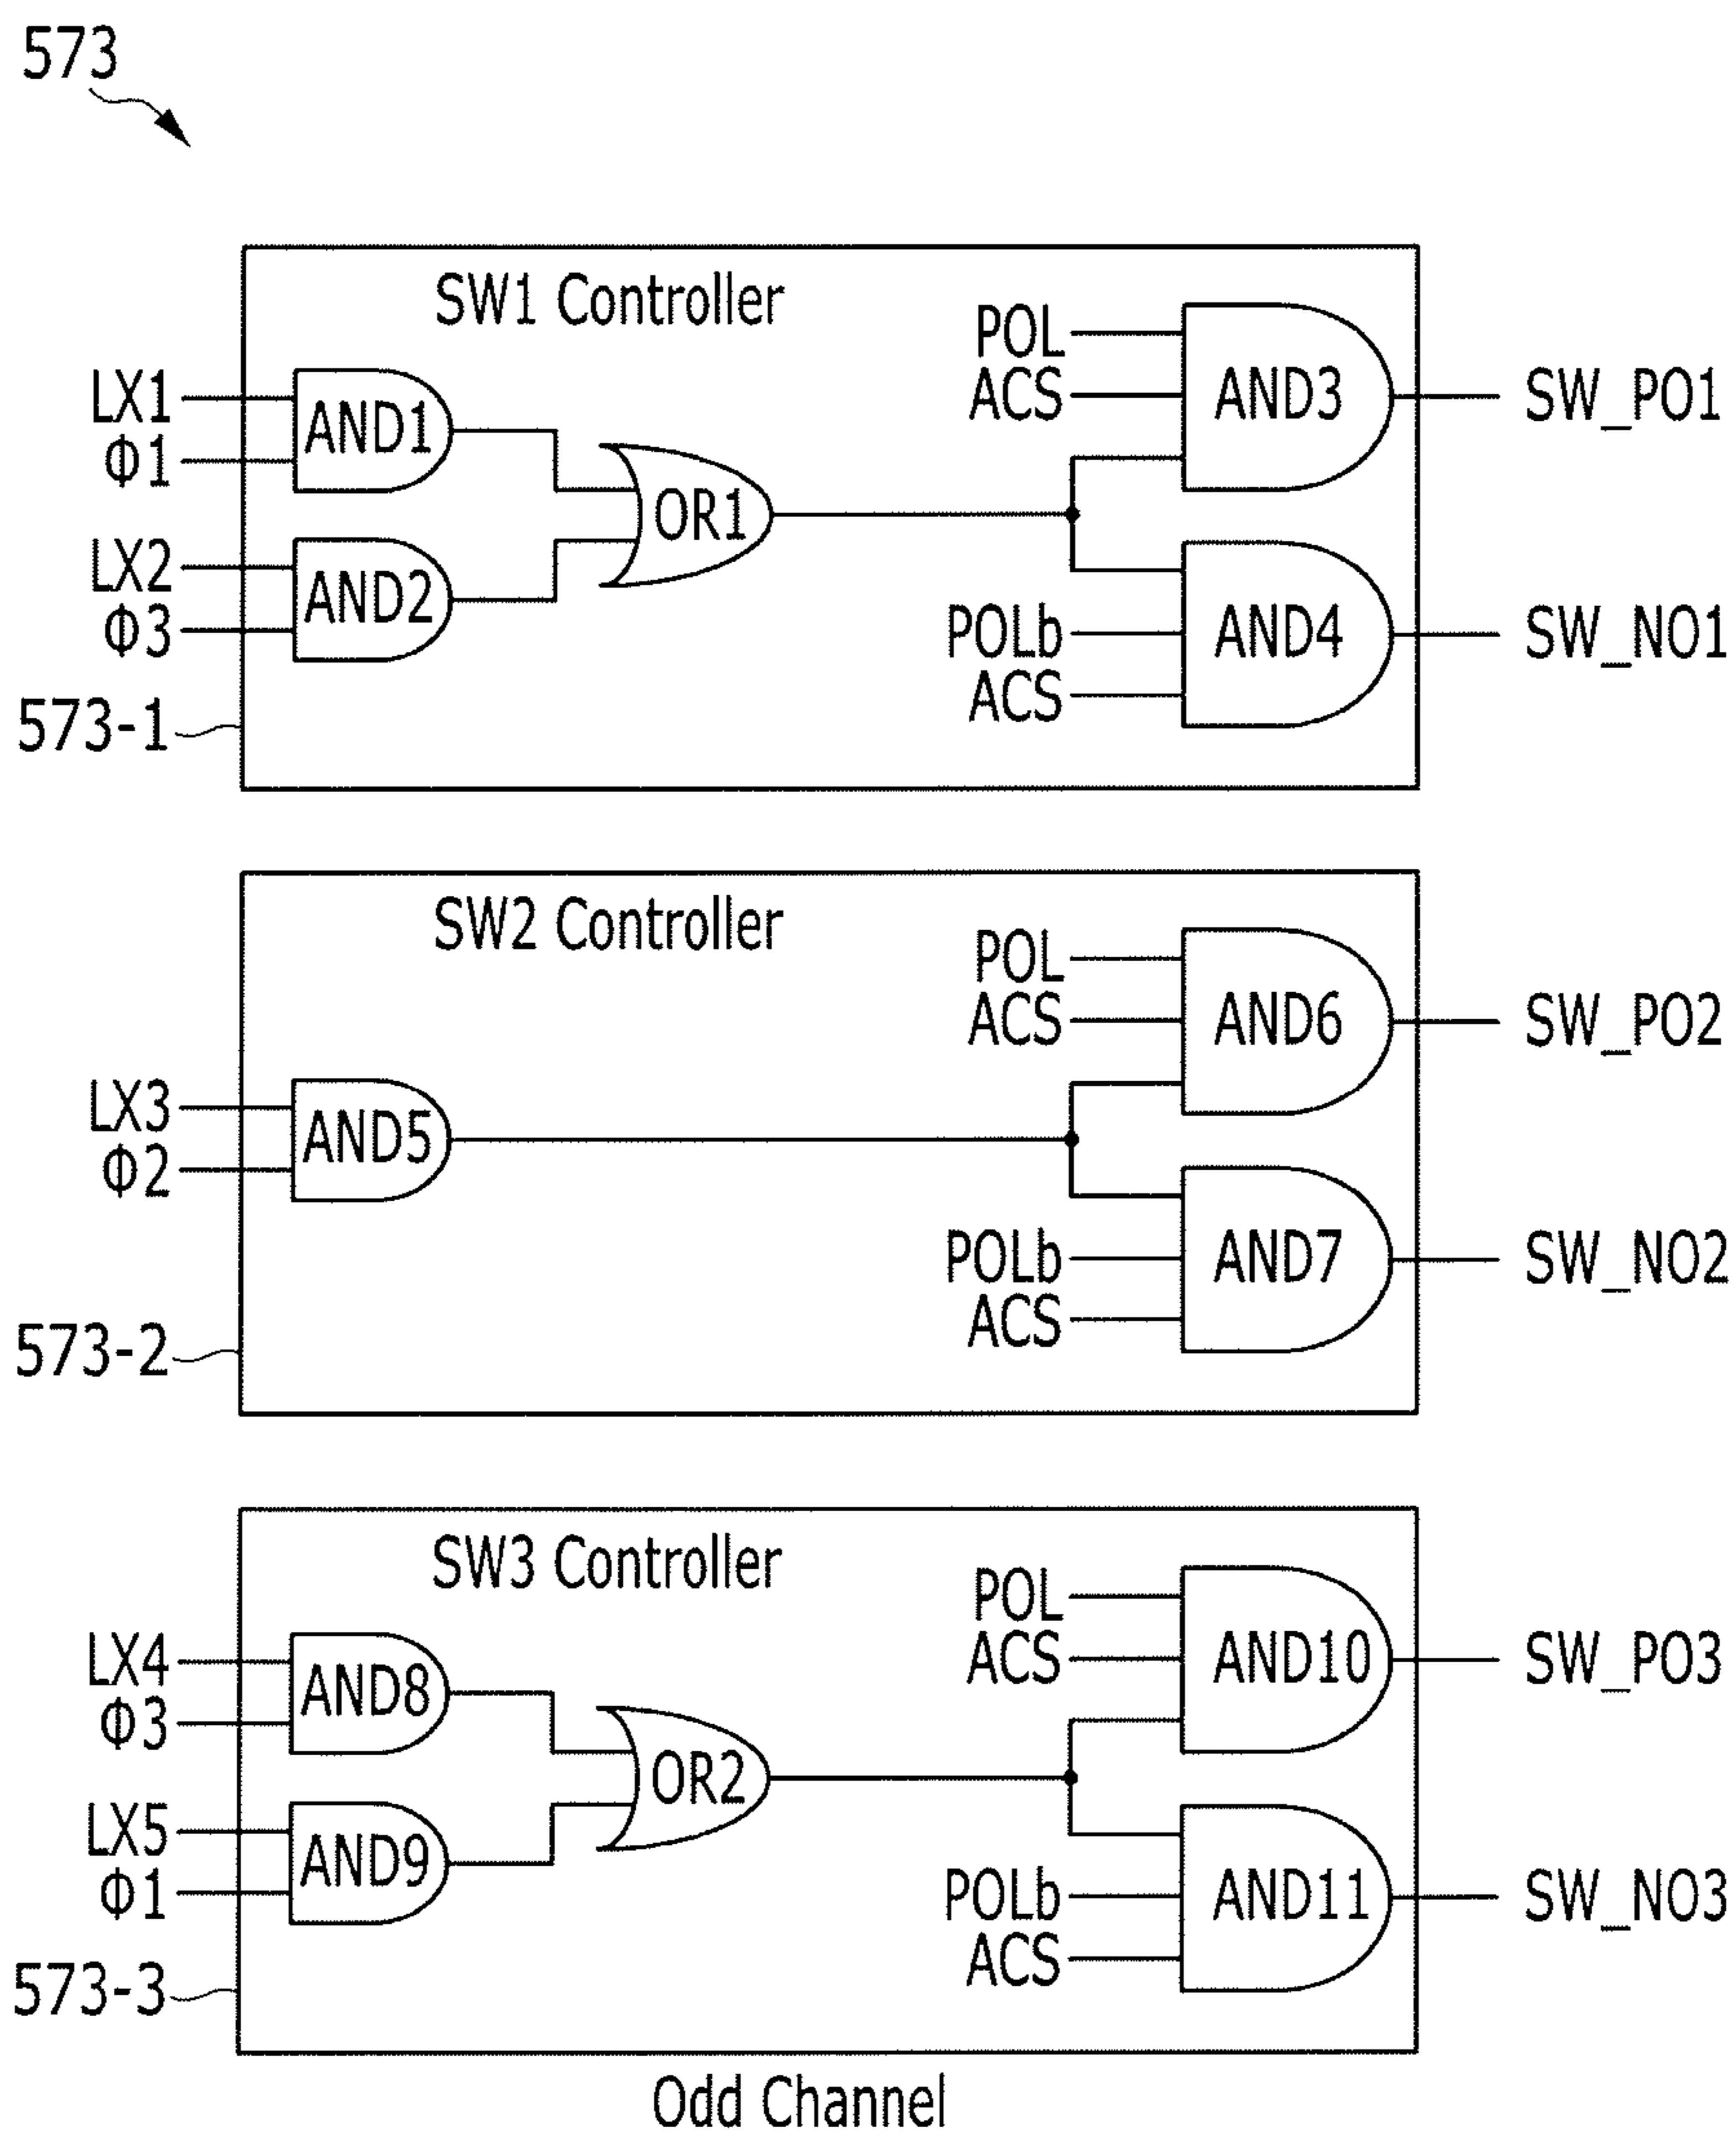 573
SW1 Controller
LX1
Φ1
AND1
LX2
Φ3
AND2
OR1
POL
ACS
AND3
SW_PO1
POLb
ACS
AND4
SW_NO1
573-1
SW2 Controller
LX3
Φ2
AND5
POL
ACS
AND6
SW_PO2
POLb
ACS
AND7
SW_NO2
573-2
SW3 Controller
LX4
Φ3
AND8
LX5
Φ1
AND9
OR2
POL
ACS
AND10
SW_PO3
POLb
ACS
AND11
SW_NO3
573-3
Odd Channel